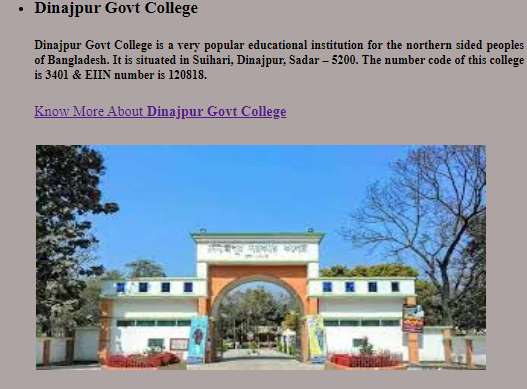 Dinajpur Govt College
Dinajpur Govt College is a very popular educational institution for the northern sided peoples
of Bangladesh. It is situated in Suihari, Dinajpur, Sadar – 5200. The number code of this college
is 3401 & EIIN number is 120818.
Know More About Dinajpur Govt College
দিনাজপুর সরকারি কলেজ